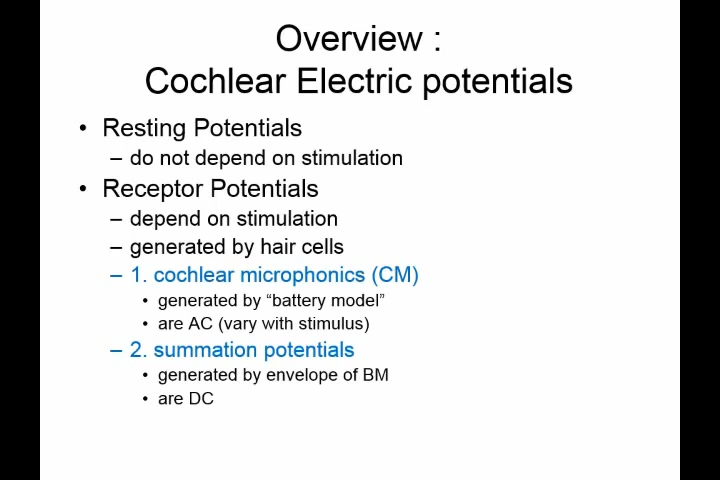 Overview :
Cochlear Electric potentials
• Resting Potentials
– do not depend on stimulation
• Receptor Potentials
– depend on stimulation
– generated by hair cells
– 1. cochlear microphonics (CM)
• generated by “battery model”
• are AC (vary with stimulus)
– 2. summation potentials
• generated by envelope of BM
• are DC